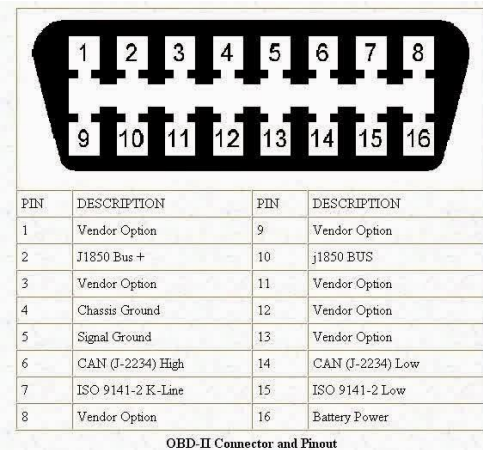 1 2 3 4 5 6 7 8
9 10 11 12 13 14 15 16
PIN DESCRIPTION PIN DESCRIPTION
1 Vendor Option 9 Vendor Option
2 J1850 Bus + 10 j1850 BUS
3 Vendor Option 11 Vendor Option
4 Chassis Ground 12 Vendor Option
5 Signal Ground 13 Vendor Option
6 CAN (J-2234) High 14 CAN (J-2234) Low
7 ISO 9141-2 K-Line 15 ISO 9141-2 Low
8 Vendor Option 16 Battery Power
OBD-II Connector and Pinout